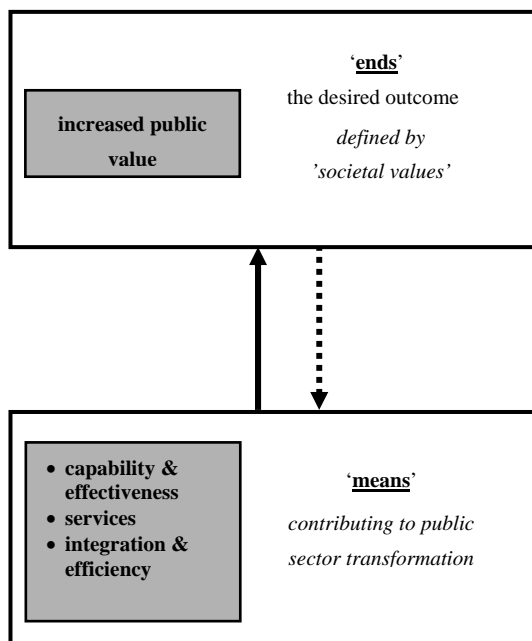 increased public
value
‘ends’
the desired outcome
defined by
’societal values’
• capability &
effectiveness
• services
• integration &
efficiency
‘means’
contributing to public
sector transformation